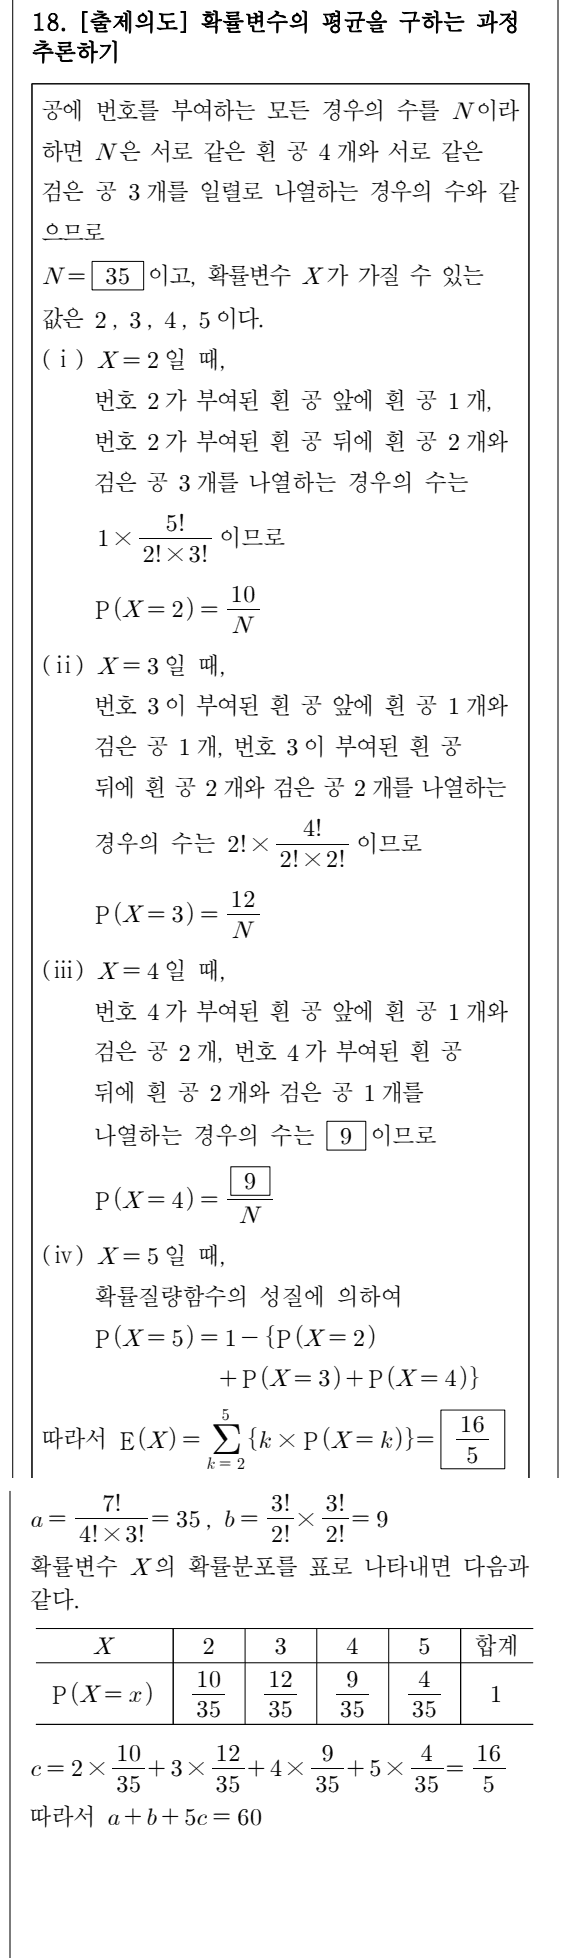 18. [출제의도] 확률변수의 평균을 구하는 과정
추론하기
공에 번호를 부여하는 모든 경우의 수를 N이라
하면 N은 서로 같은 흰 공 4개와 서로 같은
검은 공 3개를 일렬로 나열하는 경우의 수와 같
으므로
N= 35 이고, 확률변수 X가 가질 수 있는
값은 2, 3, 4, 5이다.
(i) X=2일 때,
번호 2가 부여된 흰 공 앞에 흰 공 1개,
번호 2가 부여된 흰 공 뒤에 흰 공 2개와
검은 공 3개를 나열하는 경우의 수는
1×5!/(2!×3!) 이므로
P(X=2)=10/N
(ii) X=3일 때,
번호 3이 부여된 흰 공 앞에 흰 공 1개와
검은 공 1개, 번호 3이 부여된 흰 공
뒤에 흰 공 2개와 검은 공 2개를 나열하는
경우의 수는 2!×4!/(2!×2!) 이므로
P(X=3)=12/N
(iii) X=4일 때,
번호 4가 부여된 흰 공 앞에 흰 공 1개와
검은 공 2개, 번호 4가 부여된 흰 공
뒤에 흰 공 2개와 검은 공 1개를
나열하는 경우의 수는 9 이므로
P(X=4)=9/N
(iv) X=5일 때,
확률질량함수의 성질에 의하여
P(X=5)=1-{P(X=2)
+P(X=3)+P(X=4)}
따라서 E(X)=∑_{k=2}^{5}{k×P(X=k)}= 16/5
a=7!/(4!×3!)=35, b=3!/2!×3!/2!=9
확률변수 X의 확률분포를 표로 나타내면 다음과
같다.
X 2 3 4 5 합계
P(X=x) 10/35 12/35 9/35 4/35 1
c=2×10/35+3×12/35+4×9/35+5×4/35=16/5
따라서 a+b+5c=60